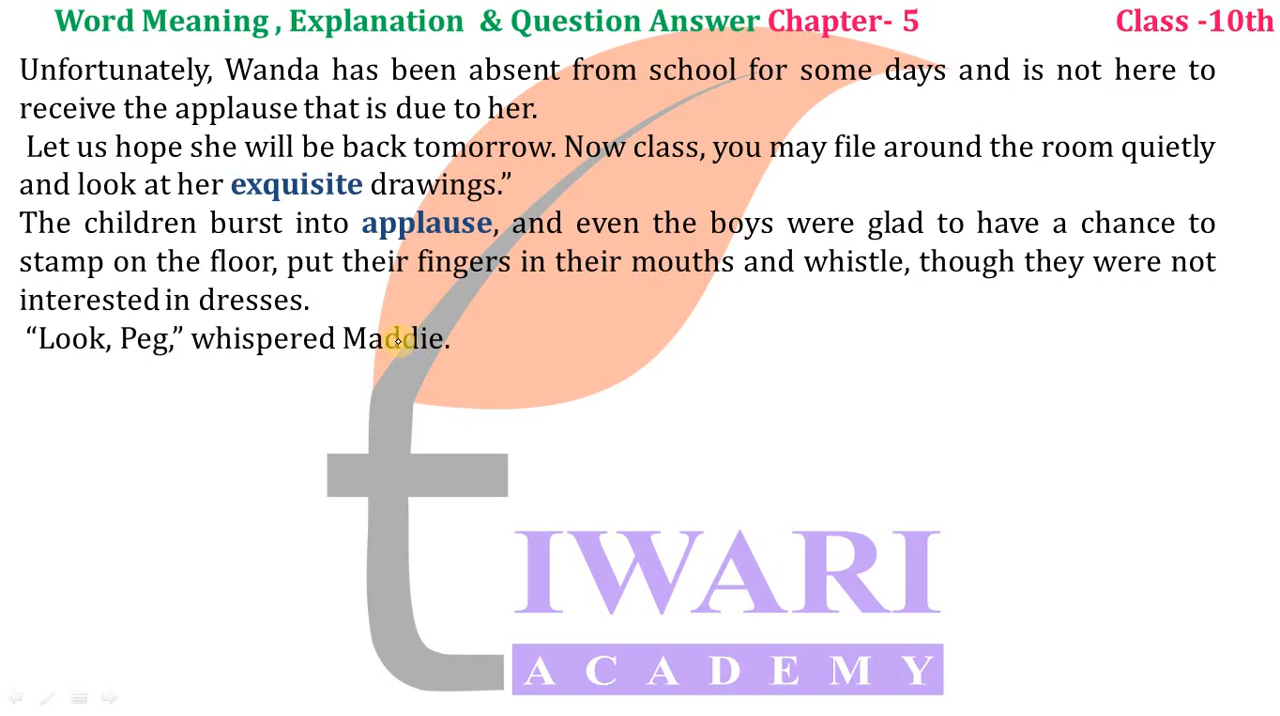 Word Meaning , Explanation & Question Answer Chapter- 5 Class -10th
Unfortunately, Wanda has been absent from school for some days and is not here to
receive the applause that is due to her.
Let us hope she will be back tomorrow. Now class, you may file around the room quietly
and look at her exquisite drawings.”
The children burst into applause, and even the boys were glad to have a chance to
stamp on the floor, put their fingers in their mouths and whistle, though they were not
interested in dresses.
“Look, Peg,” whispered Maddie.
tIWARI
ACADEMY